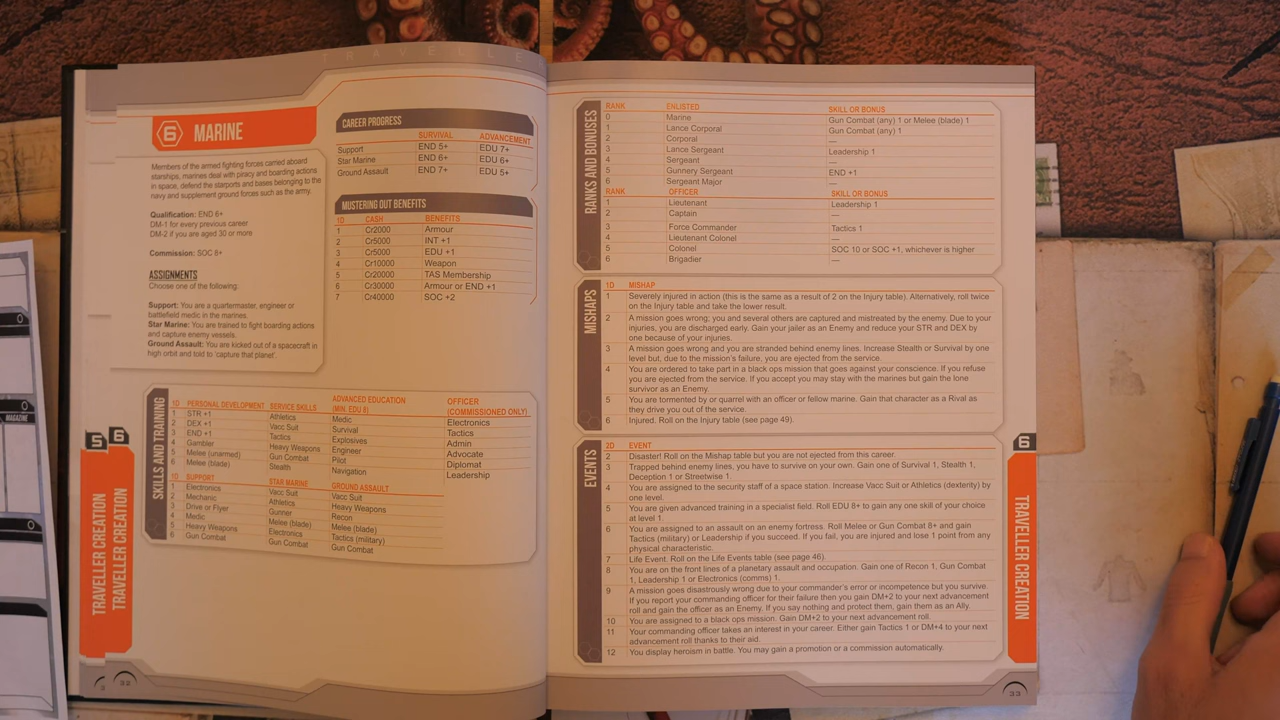 TRAVELLE
6 MARINE
Members of the armed fighting forces carried aboard
starships, marines deal with piracy and boarding actions
in space, defend the starports and bases belonging to the
navy and supplement ground forces such as the army.
Qualification: END 6+
DM-1 for every previous career
DM-2 if you are aged 30 or more
Commission: SOC 8+
ASSIGNMENTS
Choose one of the following:
Support: You are a quartermaster, engineer or
battlefield medic in the marines.
Star Marine: You are trained to fight boarding actions
and capture enemy vessels.
Ground Assault: You are kicked out of a spacecraft in
high orbit and told to 'capture that planet'.
CAREER PROGRESS
SURVIVAL ADVANCEMENT
Support END 5+ EDU 7+
Star Marine END 6+ EDU 6+
Ground Assault END 7+ EDU 5+
MUSTERING OUT BENEFITS
1D CASH BENEFITS
1 Cr2000 Armour
2 Cr5000 INT +1
3 Cr5000 EDU +1
4 Cr10000 Weapon
5 Cr20000 TAS Membership
6 Cr30000 Armour or END +1
7 Cr40000 SOC +2
SKILLS AND TRAINING
1D PERSONAL DEVELOPMENT SERVICE SKILLS ADVANCED EDUCATION (MIN. EDU 8) OFFICER (COMMISSIONED ONLY)
1 STR +1 Athletics Medic Electronics
2 DEX +1 Vacc Suit Survival Tactics
3 END +1 Tactics Explosives Admin
4 Gambler Heavy Weapons Engineer Advocate
5 Melee (unarmed) Gun Combat Pilot Diplomat
6 Melee (blade) Stealth Navigation Leadership
1D SUPPORT STAR MARINE GROUND ASSAULT
1 Electronics Vacc Suit Vacc Suit
2 Mechanic Athletics Heavy Weapons
3 Drive or Flyer Gunner Recon
4 Medic Melee (blade) Melee (blade)
5 Heavy Weapons Electronics Tactics (military)
6 Gun Combat Gun Combat Gun Combat
5 6
TRAVELLER CREATION
TRAVELLER CREATION
3 32
RANKS AND BONUSES
RANK ENLISTED SKILL OR BONUS
0 Marine Gun Combat (any) 1 or Melee (blade) 1
1 Lance Corporal Gun Combat (any) 1
2 Corporal —
3 Lance Sergeant Leadership 1
4 Sergeant —
5 Gunnery Sergeant END +1
6 Sergeant Major —
RANK OFFICER SKILL OR BONUS
1 Lieutenant Leadership 1
2 Captain —
3 Force Commander Tactics 1
4 Lieutenant Colonel —
5 Colonel SOC 10 or SOC +1, whichever is higher
6 Brigadier —
MISHAPS
1D MISHAP
1 Severely injured in action (this is the same as a result of 2 on the Injury table). Alternatively, roll twice
on the Injury table and take the lower result.
2 A mission goes wrong; you and several others are captured and mistreated by the enemy. Due to your
injuries, you are discharged early. Gain your jailer as an Enemy and reduce your STR and DEX by
one because of your injuries.
3 A mission goes wrong and you are stranded behind enemy lines. Increase Stealth or Survival by one
level but, due to the mission's failure, you are ejected from the service.
4 You are ordered to take part in a black ops mission that goes against your conscience. If you refuse
you are ejected from the service. If you accept you may stay with the marines but gain the lone
survivor as an Enemy.
5 You are tormented by or quarrel with an officer or fellow marine. Gain that character as a Rival as
they drive you out of the service.
6 Injured. Roll on the Injury table (see page 49).
EVENTS
2D EVENT
2 Disaster! Roll on the Mishap table but you are not ejected from this career.
3 Trapped behind enemy lines, you have to survive on your own. Gain one of Survival 1, Stealth 1,
Deception 1 or Streetwise 1.
4 You are assigned to the security staff of a space station. Increase Vacc Suit or Athletics (dexterity) by
one level.
5 You are given advanced training in a specialist field. Roll EDU 8+ to gain any one skill of your choice
at level 1.
6 You are assigned to an assault on an enemy fortress. Roll Melee or Gun Combat 8+ and gain
Tactics (military) or Leadership if you succeed. If you fail, you are injured and lose 1 point from any
physical characteristic.
7 Life Event. Roll on the Life Events table (see page 46).
8 You are on the front lines of a planetary assault and occupation. Gain one of Recon 1, Gun Combat
1, Leadership 1 or Electronics (comms) 1.
9 A mission goes disastrously wrong due to your commander's error or incompetence but you survive.
If you report your commanding officer for their failure then you gain DM+2 to your next advancement
roll and gain the officer as an Enemy. If you say nothing and protect them, gain them as an Ally.
10 You are assigned to a black ops mission. Gain DM+2 to your next advancement roll.
11 Your commanding officer takes an interest in your career. Either gain Tactics 1 or DM+4 to your next
advancement roll thanks to their aid.
12 You display heroism in battle. You may gain a promotion or a commission automatically.
6
TRAVELLER CREATION
33
MAGAZINE